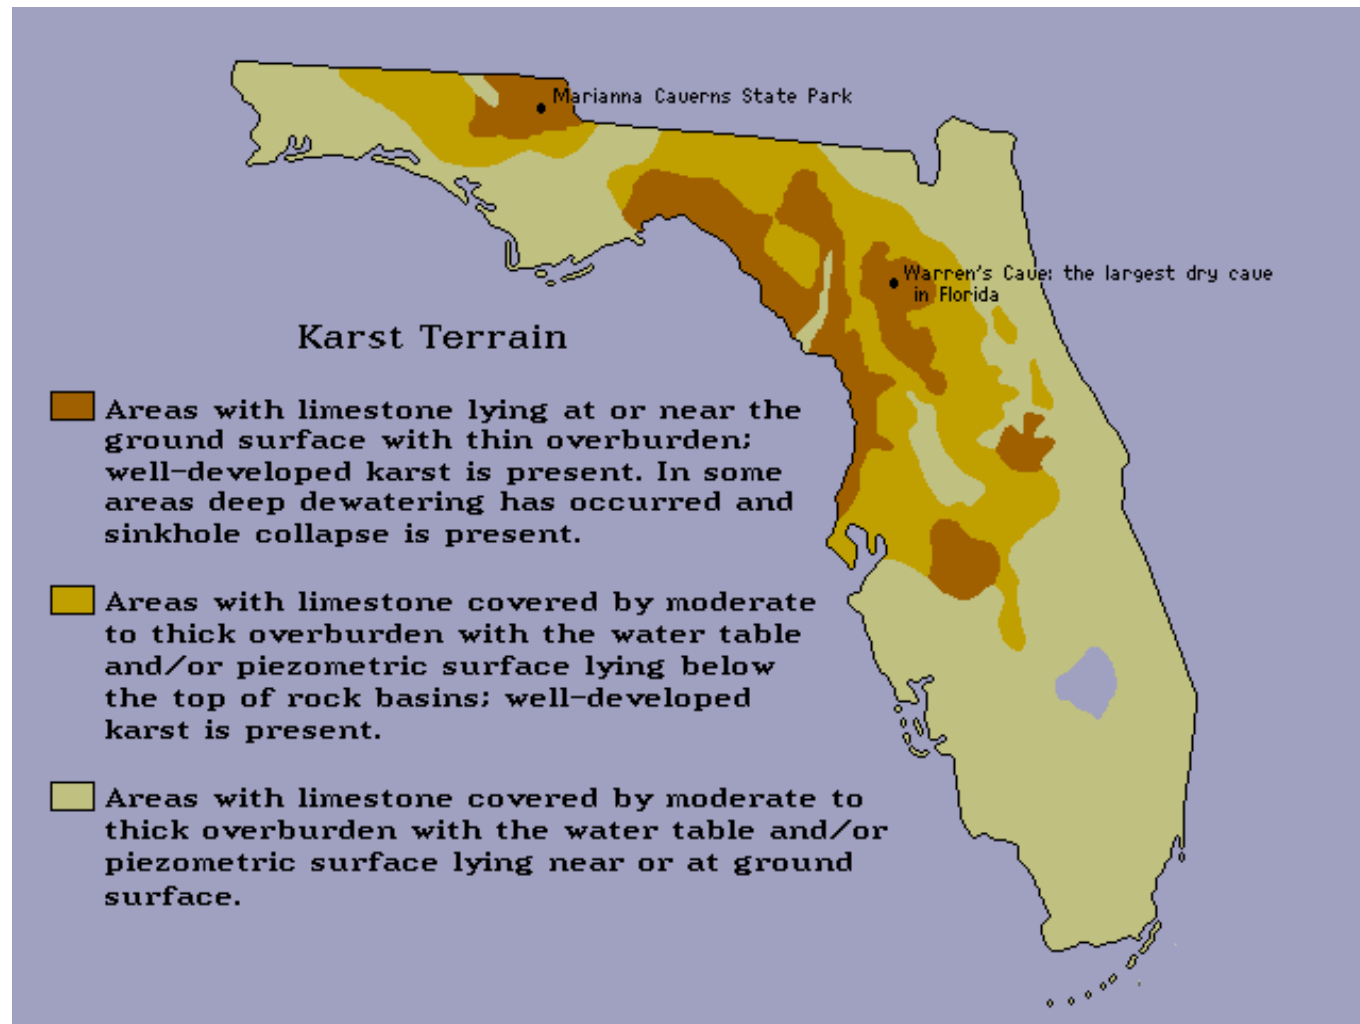 Marianna Caverns State Park
Warren's Cave: the largest dry cave
in Florida
Karst Terrain
Areas with limestone lying at or near the
ground surface with thin overburden;
well-developed karst is present. In some
areas deep dewatering has occurred and
sinkhole collapse is present.
Areas with limestone covered by moderate
to thick overburden with the water table
and/or piezometric surface lying below
the top of rock basins; well-developed
karst is present.
Areas with limestone covered by moderate to
thick overburden with the water table and/or
piezometric surface lying near or at ground
surface.